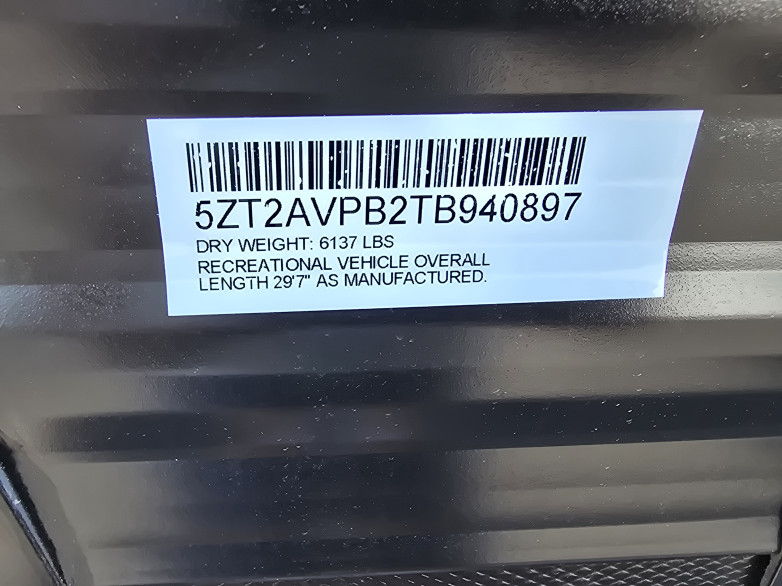 5ZT2AVPB2TB940897
DRY WEIGHT: 6137 LBS
RECREATIONAL VEHICLE OVERALL
LENGTH 29'7" AS MANUFACTURED.